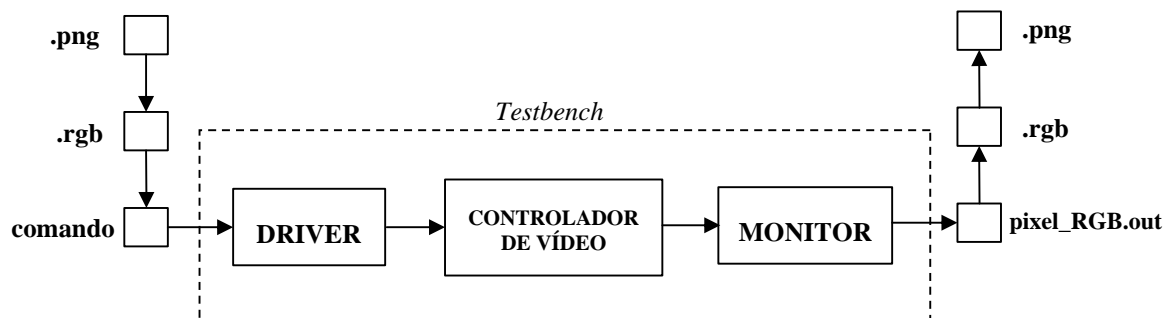 .png
.rgb
comando
Testbench
DRIVER
CONTROLADOR
DE VÍDEO
MONITOR
.png
.rgb
pixel_RGB.out